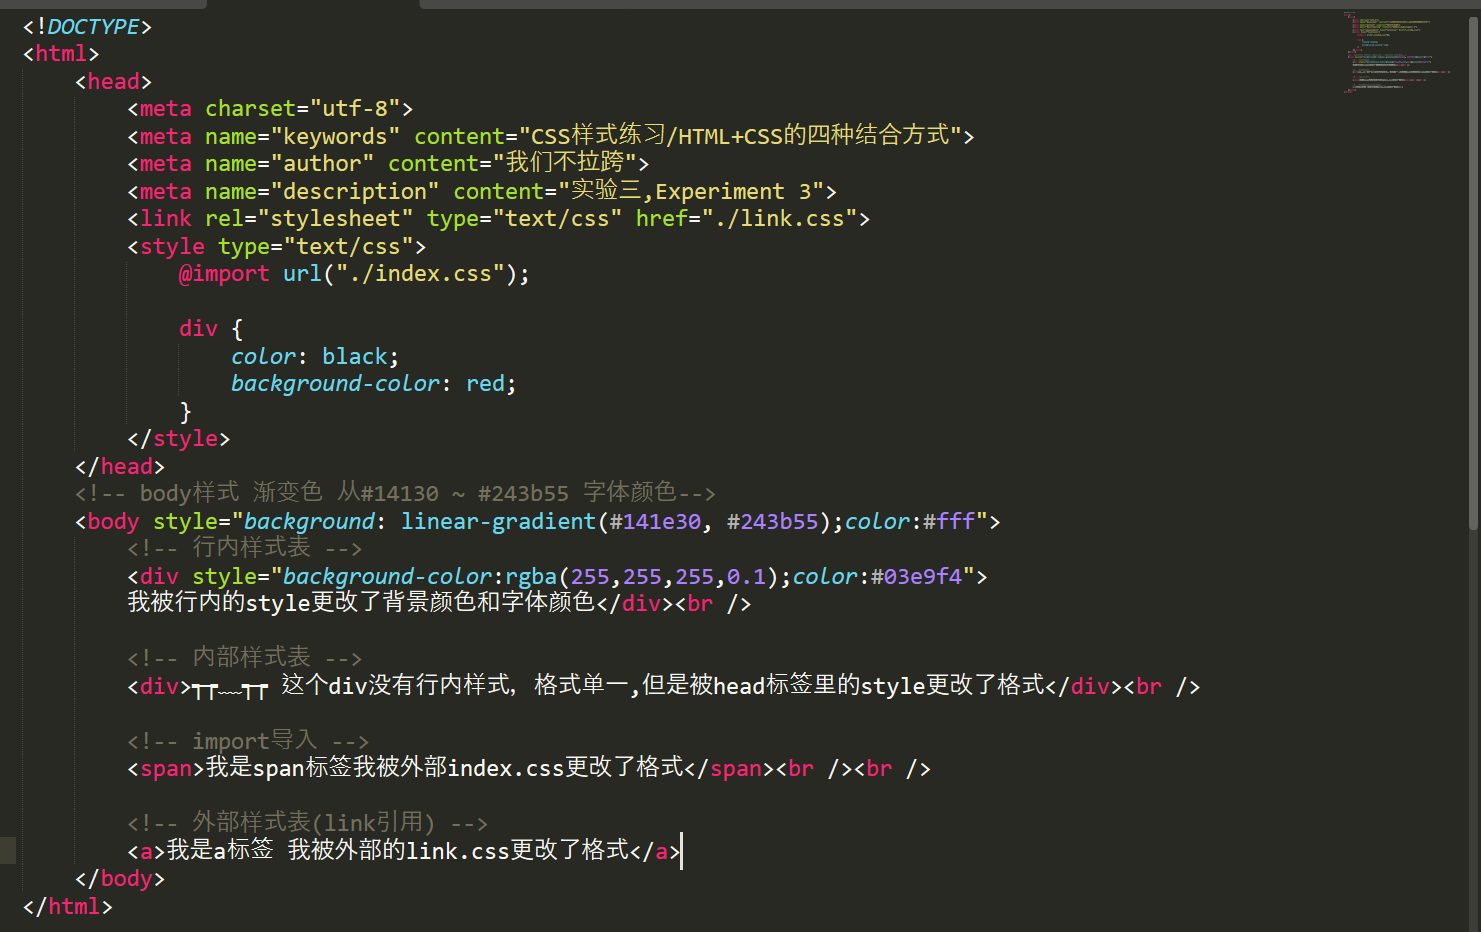 <!DOCTYPE>
<html>
    <head>
        <meta charset="utf-8">
        <meta name="keywords" content="CSS样式练习/HTML+CSS的四种结合方式">
        <meta name="author" content="我们不拉跨">
        <meta name="description" content="实验三,Experiment 3">
        <link rel="stylesheet" type="text/css" href="./link.css">
        <style type="text/css">
            @import url("./index.css");

            div {
                color: black;
                background-color: red;
            }
        </style>
    </head>
    <!-- body样式 渐变色 从#14130 ~ #243b55 字体颜色-->
    <body style="background: linear-gradient(#141e30, #243b55);color:#fff">
        <!-- 行内样式表 -->
        <div style="background-color:rgba(255,255,255,0.1);color:#03e9f4">
        我被行内的style更改了背景颜色和字体颜色</div><br />

        <!-- 内部样式表 -->
        <div>┭┮﹏┭┮ 这个div没有行内样式，格式单一,但是被head标签里的style更改了格式</div><br />

        <!-- import导入 -->
        <span>我是span标签我被外部index.css更改了格式</span><br /><br />

        <!-- 外部样式表(link引用) -->
        <a>我是a标签 我被外部的link.css更改了格式</a>
    </body>
</html>